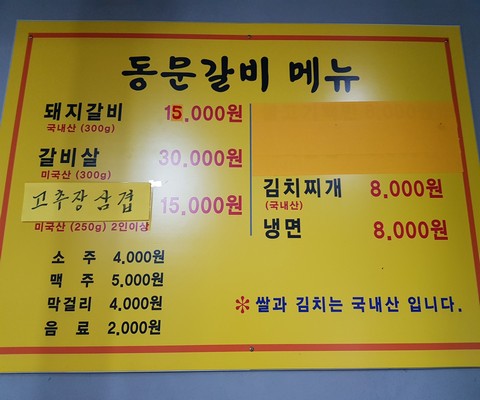 동문갈비 메뉴
돼지갈비 15.000원
국내산 (300g)
갈비살 30.000원
미국산 (300g)
고추장삼겹 15.000원
미국산 (250g) 2인이상
소주 4.000원
맥주 5.000원
막걸리 4.000원
음료 2.000원
김치찌개 8.000원
(국내산)
냉면 8.000원
* 쌀과 김치는 국내산 입니다.